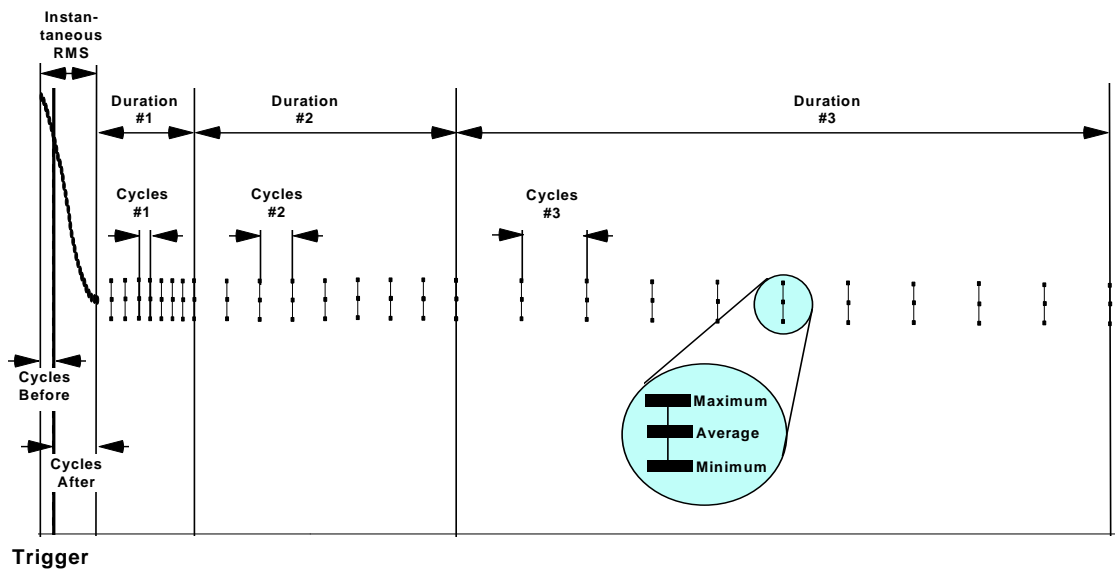 Instan-
taneous
RMS
Duration
#1
Duration
#2
Duration
#3
Cycles
#1
Cycles
#2
Cycles
#3
Cycles
Before
Maximum
Average
Minimum
Cycles
After
Trigger